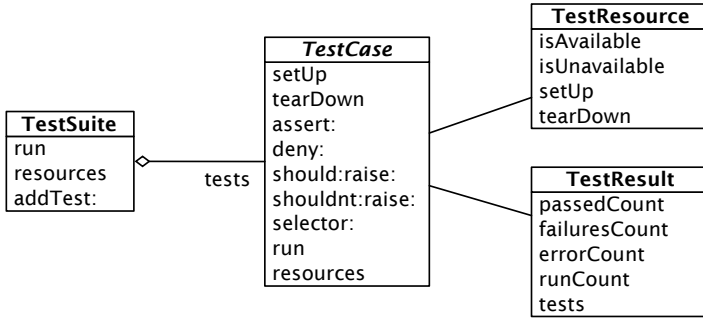 TestSuite
run
resources
addTest:
tests
TestCase
setUp
tearDown
assert:
deny:
should:raise:
shouldnt:raise:
selector:
run
resources
TestResource
isAvailable
isUnavailable
setUp
tearDown
TestResult
passedCount
failuresCount
errorCount
runCount
tests